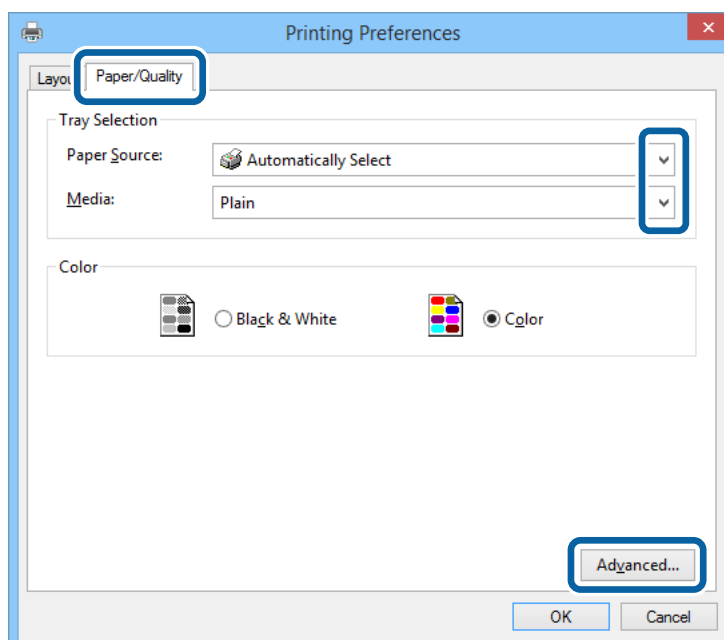 Printing Preferences
Paper/Quality
Tray Selection
Paper Source: Automatically Select
Media: Plain
Color
Black & White Color
Advanced...
OK Cancel